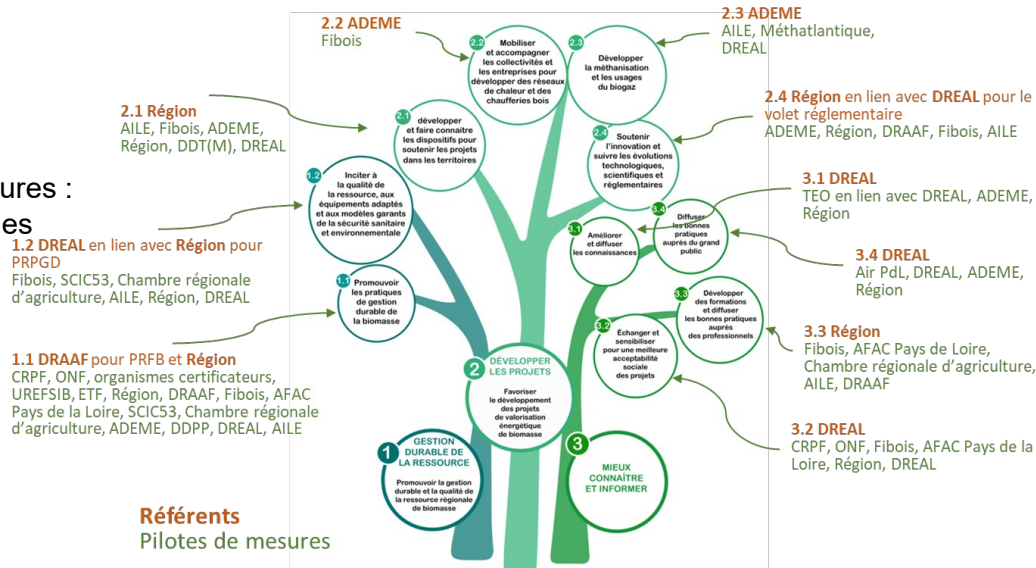 2.2 ADEME
Fibois
2.3 ADEME
AILE, Méthatlantique,
DREAL
2.1 Région
AILE, Fibois, ADEME,
Région, DDT(M), DREAL
2.4 Région en lien avec DREAL pour le
volet réglementaire
ADEME, Région, DRAAF, Fibois, AILE
ures :
es
1.2 DREAL en lien avec Région pour
PRPGD
Fibois, SCIC53, Chambre régionale
d'agriculture, AILE, Région, DREAL
3.1 DREAL
TEO en lien avec DREAL, ADEME,
Région
3.4 DREAL
Air PdL, DREAL, ADEME,
Région
1.1 DRAAF pour PRFB et Région
CRPF, ONF, organismes certificateurs,
UREFSIB, ETF, Région, DRAAF, Fibois, AFAC
Pays de la Loire, SCIC53, Chambre régionale
d'agriculture, ADEME, DDPP, DREAL, AILE
3.3 Région
Fibois, AFAC Pays de Loire,
Chambre régionale d'agriculture,
AILE, DRAAF
3.2 DREAL
CRPF, ONF, Fibois, AFAC Pays de la
Loire, Région, DREAL
Référents
Pilotes de mesures
2.2
Mobiliser
et accompagner
les collectivités et
les entreprises pour
développer des réseaux
de chaleur et des
chaufferies bois
2.3
Développer
la méthanisation
et les usages
du biogaz
2.1
développer
et faire connaitre
les dispositifs pour
soutenir les projets
dans les territoires
2.4
Soutenir
l'innovation et
suivre les évolutions
technologiques,
scientifiques et
règlementaires
1.2
Inciter à
la qualité de
la ressource, aux
équipements adaptés
et aux modèles garants
de la sécurité sanitaire
et environnementale
3.1
Améliorer
et diffuser
les connaissances
3.4
Diffuser
les bonnes
pratiques
auprès du grand
public
1.1
Promouvoir
les pratiques
de gestion
durable de
la biomasse
3.3
Développer
des formations
et diffuser
les bonnes pratiques
auprès
des professionnels
3.2
Échanger et
sensibiliser
pour une meilleure
acceptabilité
sociale
des projets
2
DÉVELOPPER
LES PROJETS
Favoriser
le développement
des projets
de valorisation
énergétique
de biomasse
1
GESTION
DURABLE DE
LA RESSOURCE
Promouvoir la gestion
durable et la qualité de
la ressource régionale
de biomasse
3
MIEUX
CONNAÎTRE
ET INFORMER